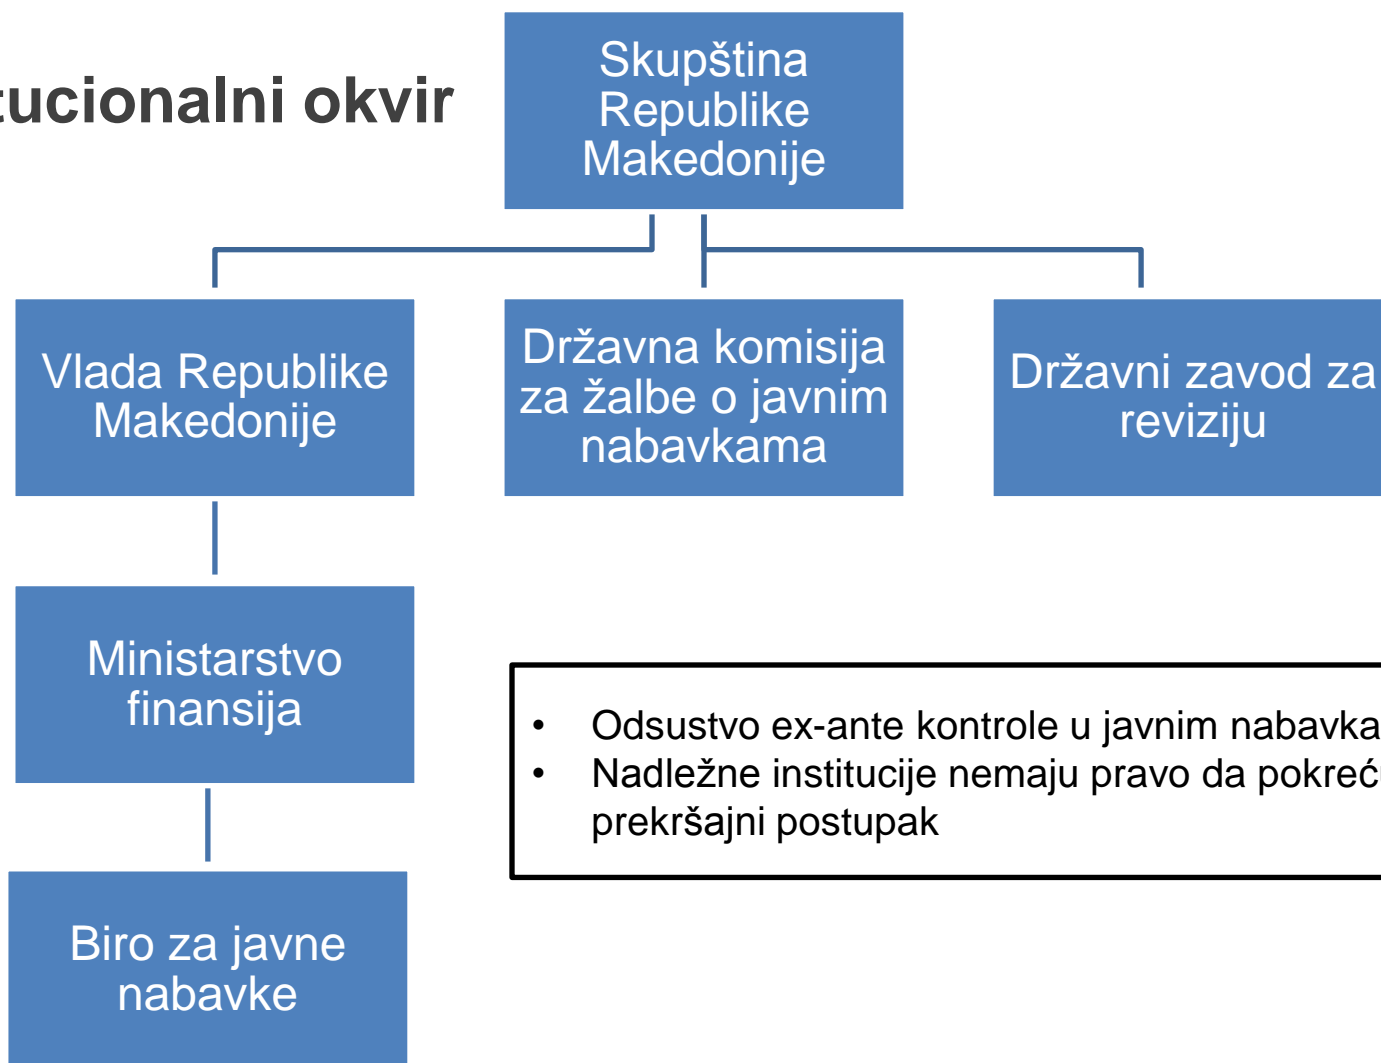 tucionalni okvir
Skupština
Republike
Makedonije
Vlada Republike
Makedonije
Državna komisija
za žalbe o javnim
nabavkama
Državni zavod za
reviziju
Ministarstvo
finansija
• Odsustvo ex-ante kontrole u javnim nabavka
• Nadležne institucije nemaju pravo da pokreć
prekršajni postupak
Biro za javne
nabavke